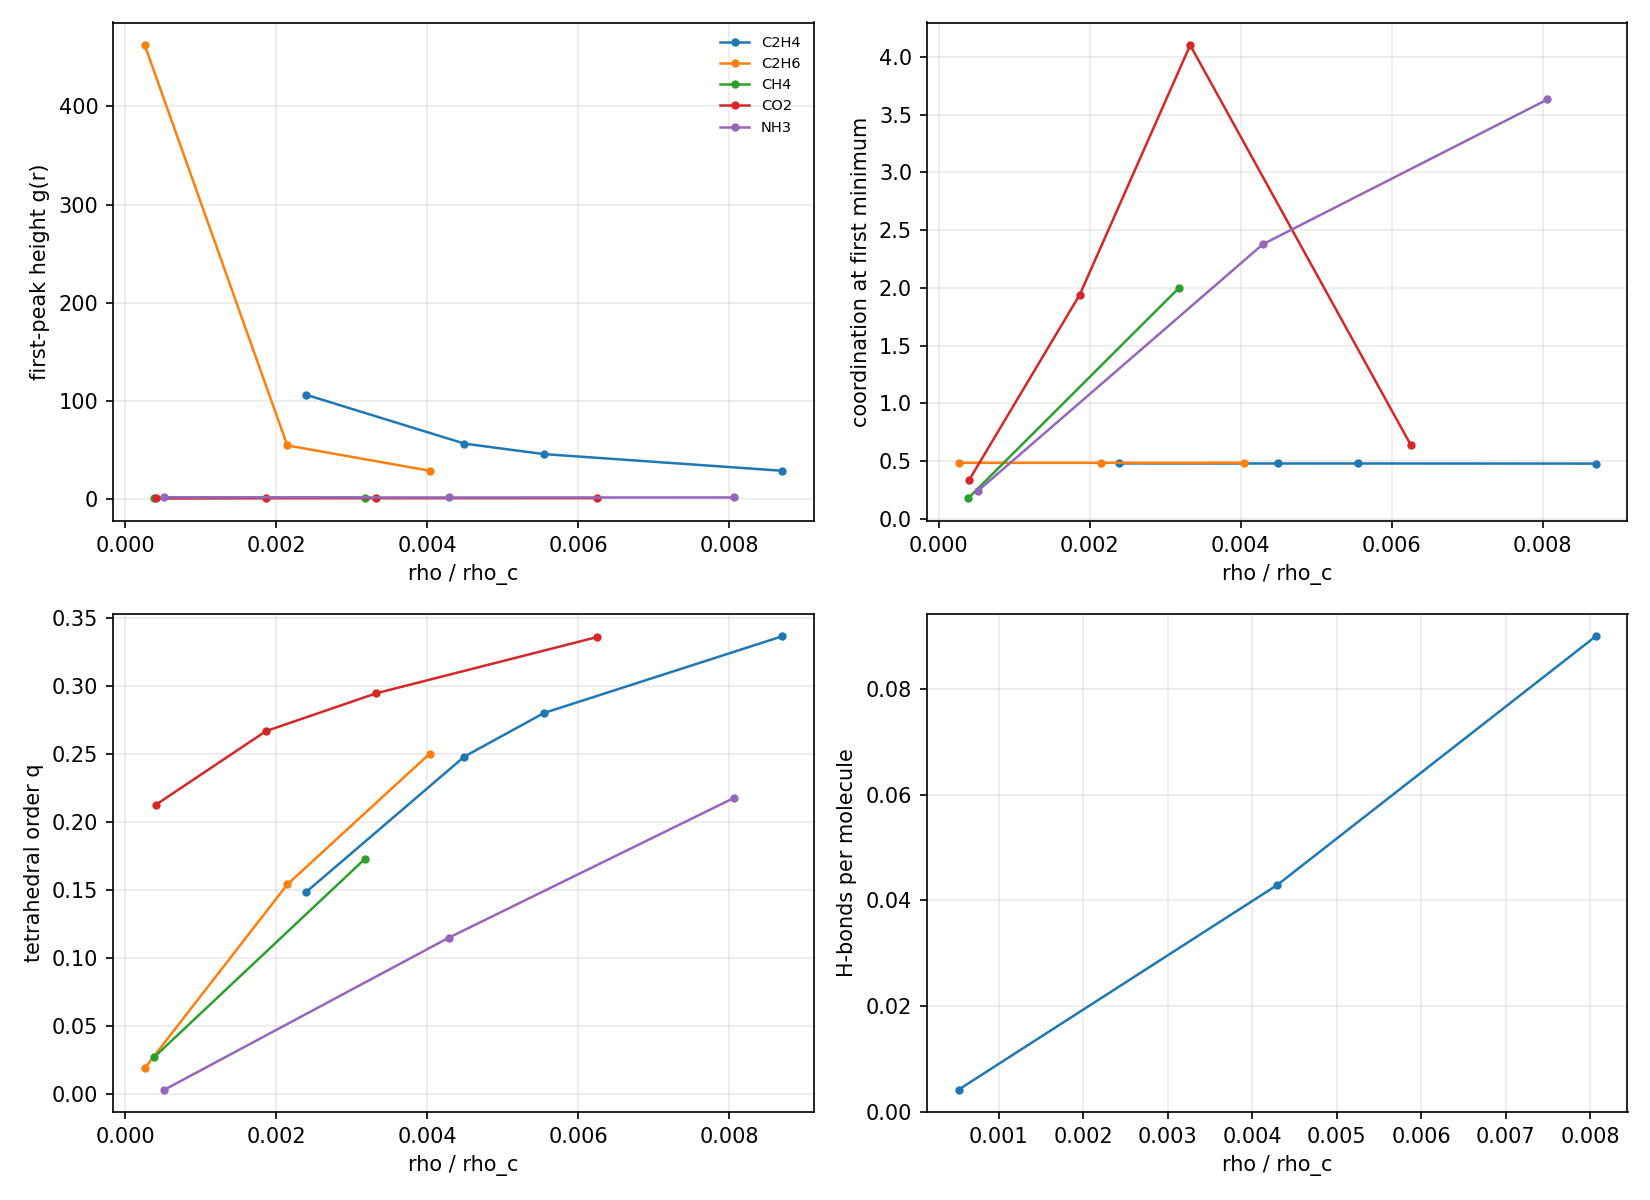 first-peak height g(r)
400
300
200
100
0
0.000 0.002 0.004 0.006 0.008
rho / rho_c
C2H4
C2H6
CH4
CO2
NH3
coordination at first minimum
4.0
3.5
3.0
2.5
2.0
1.5
1.0
0.5
0.0
0.000 0.002 0.004 0.006 0.008
rho / rho_c
tetrahedral order q
0.35
0.30
0.25
0.20
0.15
0.10
0.05
0.00
0.000 0.002 0.004 0.006 0.008
rho / rho_c
H-bonds per molecule
0.08
0.06
0.04
0.02
0.00
0.001 0.002 0.003 0.004 0.005 0.006 0.007 0.008
rho / rho_c